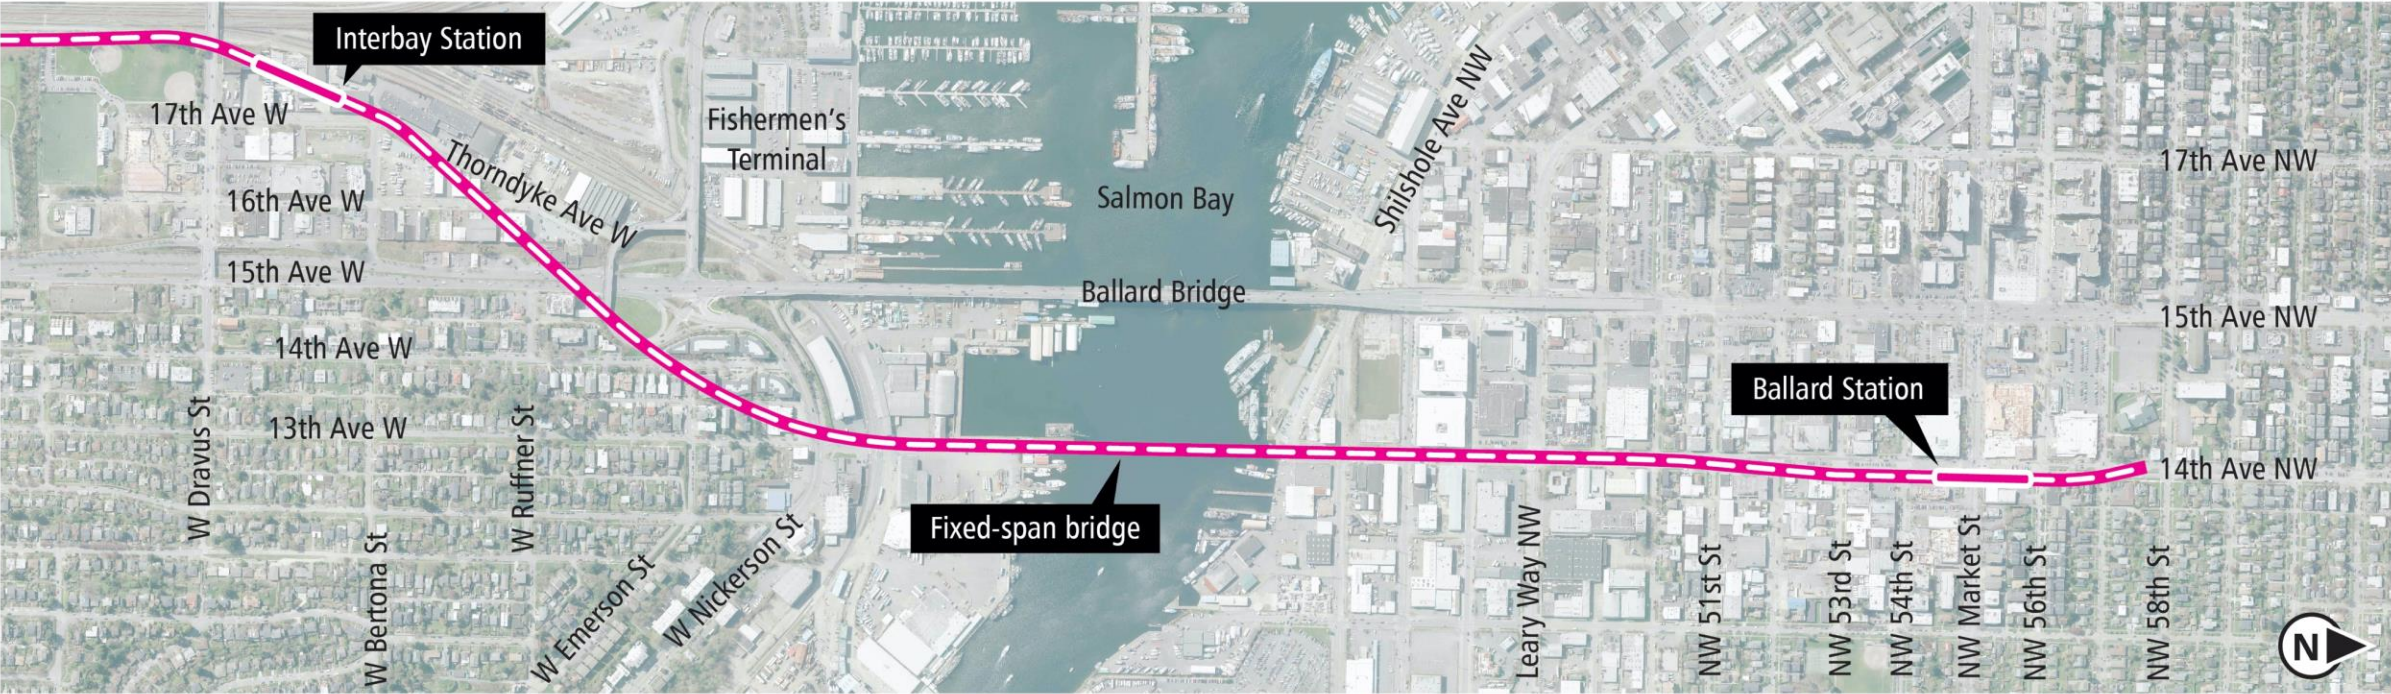 Interbay Station
17th Ave W
Thorndyke Ave W
16th Ave W
15th Ave W
14th Ave W
13th Ave W
W Dravus St
W Bertona St
W Ruffner St
W Emerson St
W Nickerson St
Fishermen's
Terminal
Salmon Bay
Ballard Bridge
Fixed-span bridge
Shilshole Ave NW
Leary Way NW
Ballard Station
NW 51st St
NW 53rd St
NW 54th St
NW Market St
NW 56th St
NW 58th St
17th Ave NW
15th Ave NW
14th Ave NW
N